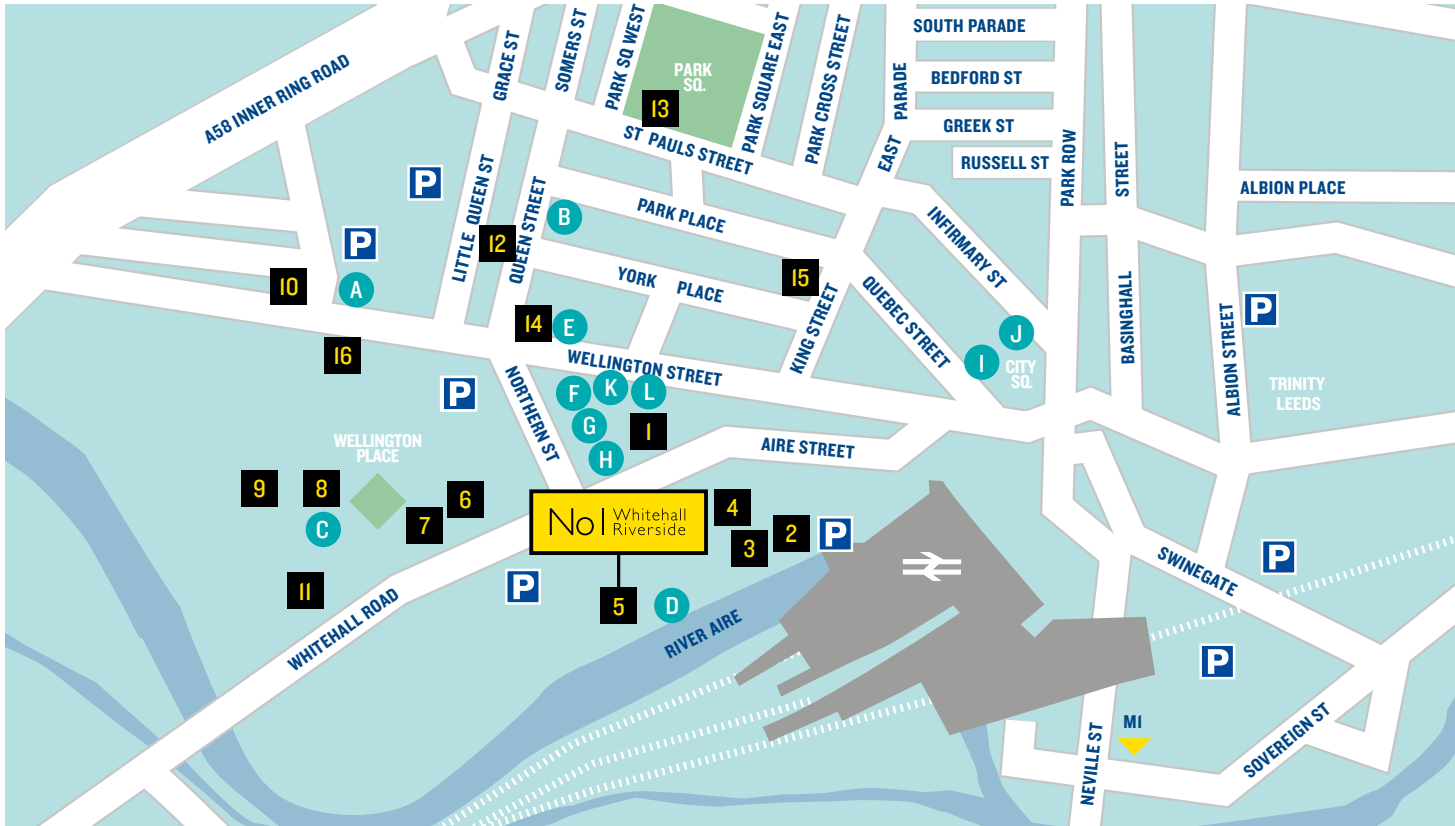 A58 INNER RING ROAD
GRACE ST
SOMERS ST
PARK SQ WEST
PARK
SQ.
13
PARK SQUARE EAST
PARK CROSS STREET
EAST
PARADE
SOUTH PARADE
BEDFORD ST
GREEK ST
RUSSELL ST
PARK ROW
BASINGHALL
STREET
ALBION PLACE
ST PAULS STREET
P
LITTLE QUEEN ST
12
QUEEN STREET
B
PARK PLACE
INFIRMARY ST
P
10
A
YORK PLACE
15
KING STREET
QUEBEC STREET
ALBION STREET
P
14
E
WELLINGTON STREET
J
I
CITY
SQ.
16
P
NORTHERN ST
F
K
L
G
1
H
TRINITY
LEEDS
AIRE STREET
WELLINGTON
PLACE
9
8
6
7
C
No1 Whitehall
Riverside
4
3
2
P
11
P
5
D
WHITEHALL ROAD
RIVER AIRE
SWINEGATE
P
P
M1
NEVILLE ST
SOVEREIGN ST